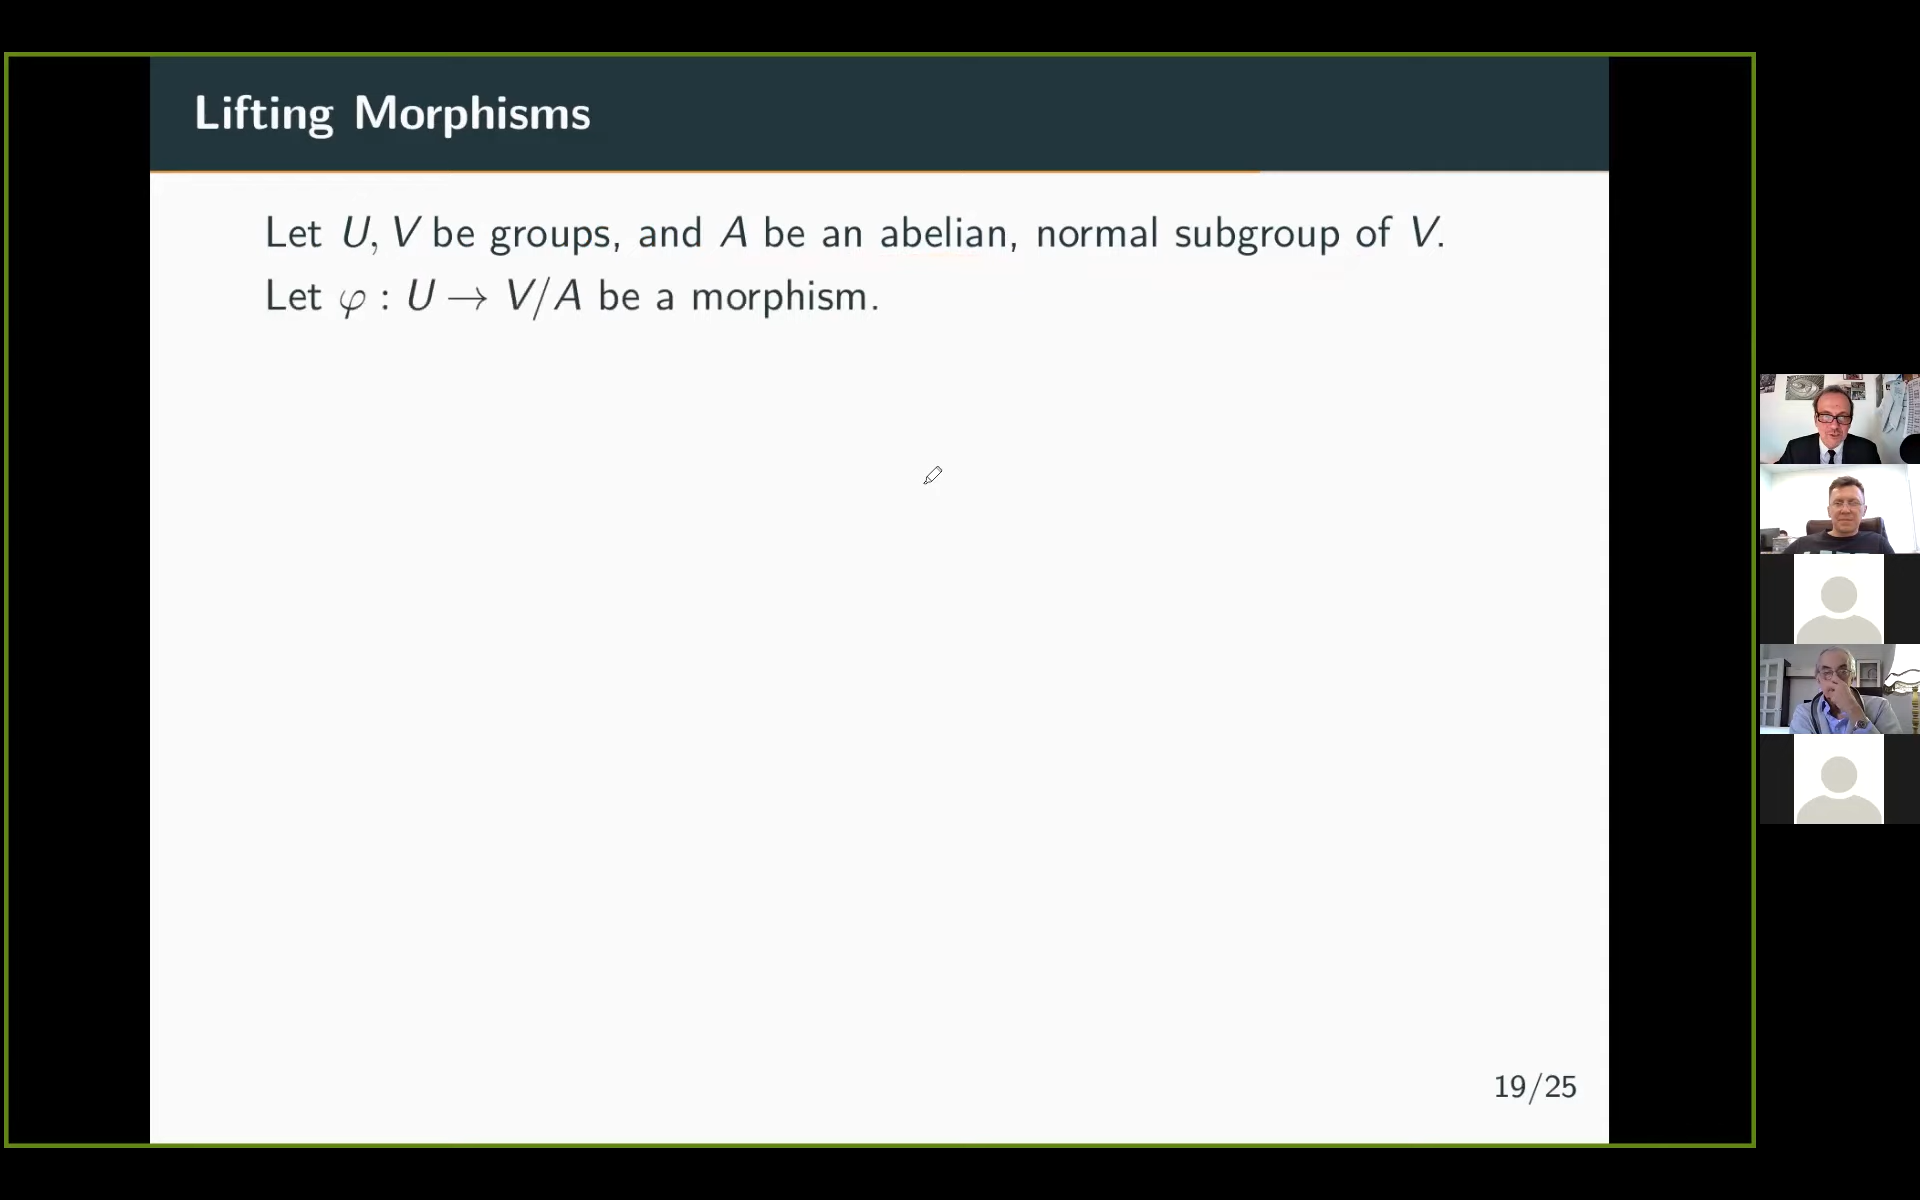 Lifting Morphisms
Let U, V be groups, and A be an abelian, normal subgroup of V.
Let φ : U → V/A be a morphism.
19/25